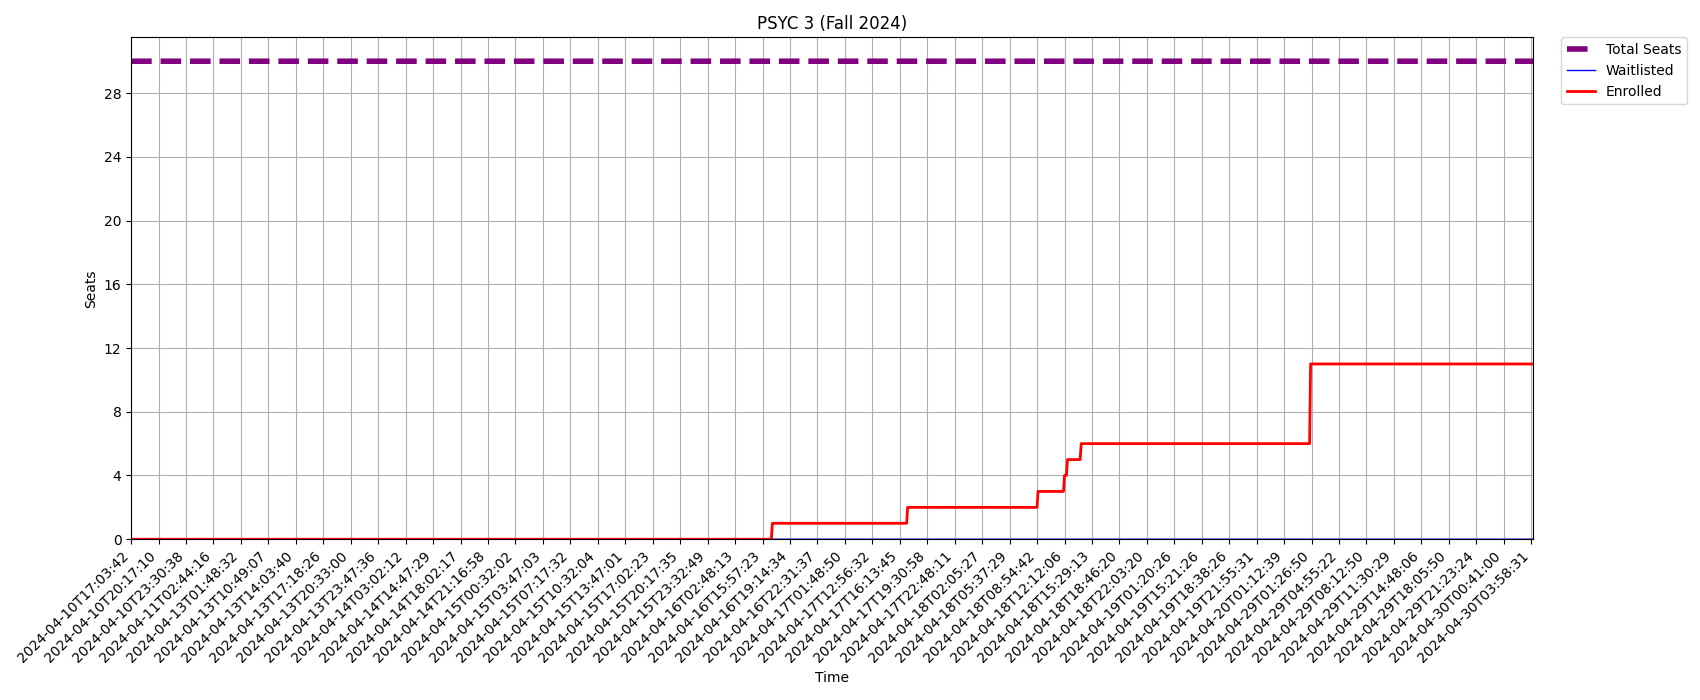 PSYC 3 (Fall 2024)
Total Seats
Waitlisted
Enrolled
Seats
28
24
20
16
12
8
4
0
2024-04-10T17:03:42
2024-04-10T20:17:10
2024-04-10T23:30:38
2024-04-11T02:44:16
2024-04-13T01:48:32
2024-04-13T10:49:07
2024-04-13T14:03:40
2024-04-13T17:18:26
2024-04-13T20:33:00
2024-04-13T23:47:36
2024-04-14T03:02:12
2024-04-14T14:47:29
2024-04-14T18:02:17
2024-04-14T21:16:58
2024-04-15T00:32:02
2024-04-15T03:47:03
2024-04-15T07:17:32
2024-04-15T10:32:04
2024-04-15T13:47:01
2024-04-15T17:02:23
2024-04-15T20:17:35
2024-04-15T23:32:49
2024-04-16T02:48:13
2024-04-16T15:57:23
2024-04-16T19:14:34
2024-04-16T22:31:37
2024-04-17T01:48:50
2024-04-17T12:56:32
2024-04-17T16:13:45
2024-04-17T19:30:58
2024-04-17T22:48:11
2024-04-18T02:05:27
2024-04-18T05:37:29
2024-04-18T08:54:42
2024-04-18T12:12:06
2024-04-18T15:29:13
2024-04-18T18:46:20
2024-04-18T22:03:20
2024-04-19T01:20:26
2024-04-19T15:21:26
2024-04-19T18:38:26
2024-04-19T21:55:31
2024-04-20T01:12:39
2024-04-29T01:26:50
2024-04-29T04:55:22
2024-04-29T08:12:50
2024-04-29T11:30:29
2024-04-29T14:48:06
2024-04-29T18:05:50
2024-04-29T21:23:24
2024-04-30T00:41:00
2024-04-30T03:58:31
Time